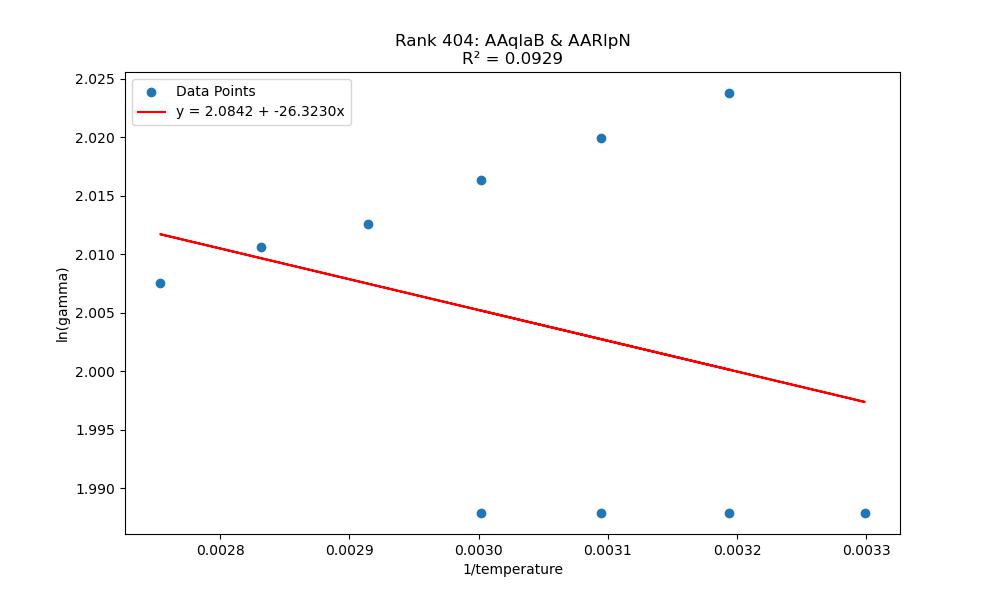 Rank 404: AAqlaB & AARlpN
R² = 0.0929
Data Points
y = 2.0842 + -26.3230x
2.025
2.020
2.015
2.010
2.005
2.000
1.995
1.990
ln(gamma)
0.0028
0.0029
0.0030
0.0031
0.0032
0.0033
1/temperature